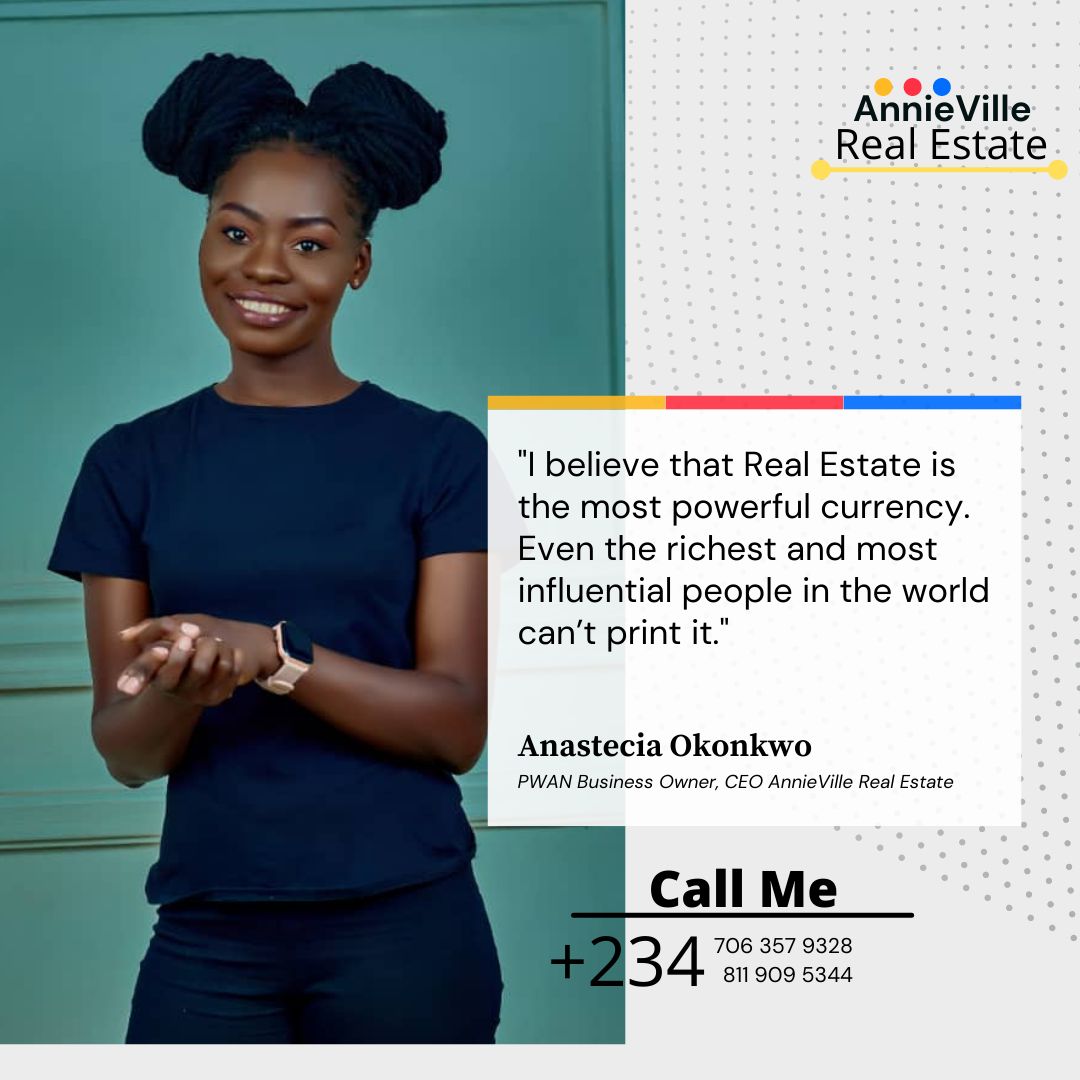 AnnieVille
Real Estate
"I believe that Real Estate is
the most powerful currency.
Even the richest and most
influential people in the world
can’t print it."
Anastecia Okonkwo
PWAN Business Owner, CEO AnnieVille Real Estate
Call Me
+234 706 357 9328
811 909 5344